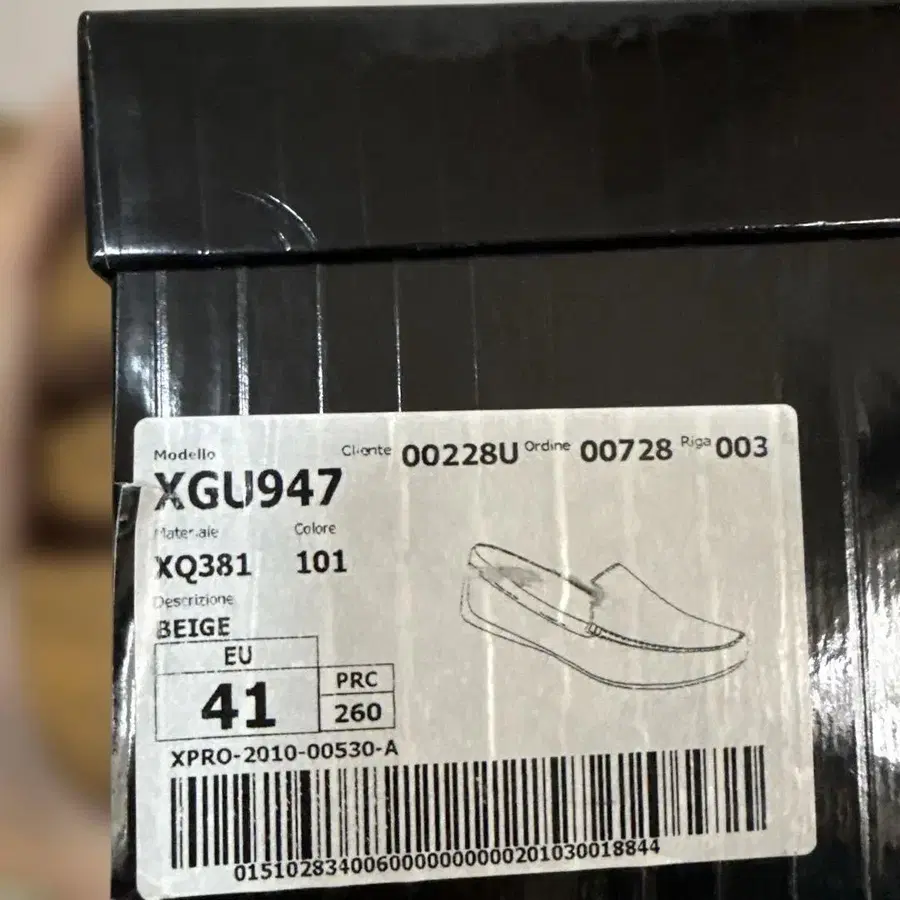 Modello Cliente 00228U Ordine 00728 Riga 003
XGU947
Materiale Colore
XQ381 101
Descrizione
BEIGE
EU
41
PRC
260
XPRO-2010-00530-A
01510283400600000000000201030018844